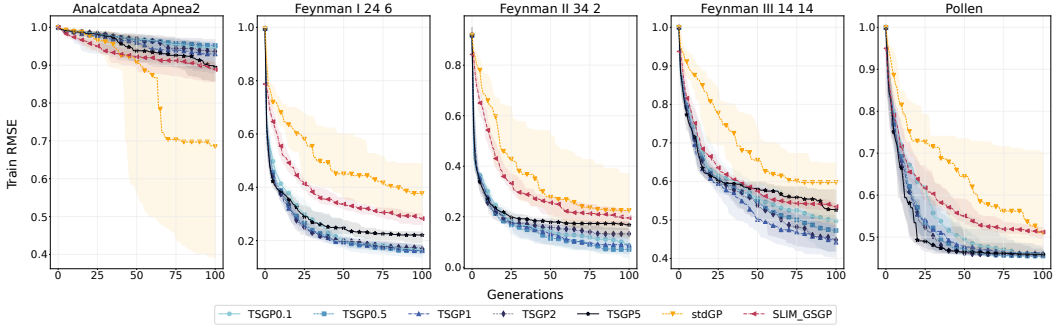 Analcatdata Apnea2
Feynman I 24 6
Feynman II 34 2
Feynman III 14 14
Pollen
Train RMSE
1.0
0.9
0.8
0.7
0.6
0.5
0.4
0 25 50 75 100
1.0
0.8
0.6
0.4
0.2
0 25 50 75 100
1.0
0.8
0.6
0.4
0.2
0.0
0 25 50 75 100
1.0
0.9
0.8
0.7
0.6
0.5
0.4
0 25 50 75 100
1.0
0.9
0.8
0.7
0.6
0.5
0 25 50 75 100
Generations
TSGP0.1 TSGP0.5 TSGP1 TSGP2 TSGP5 stdGP SLIM_GSGP